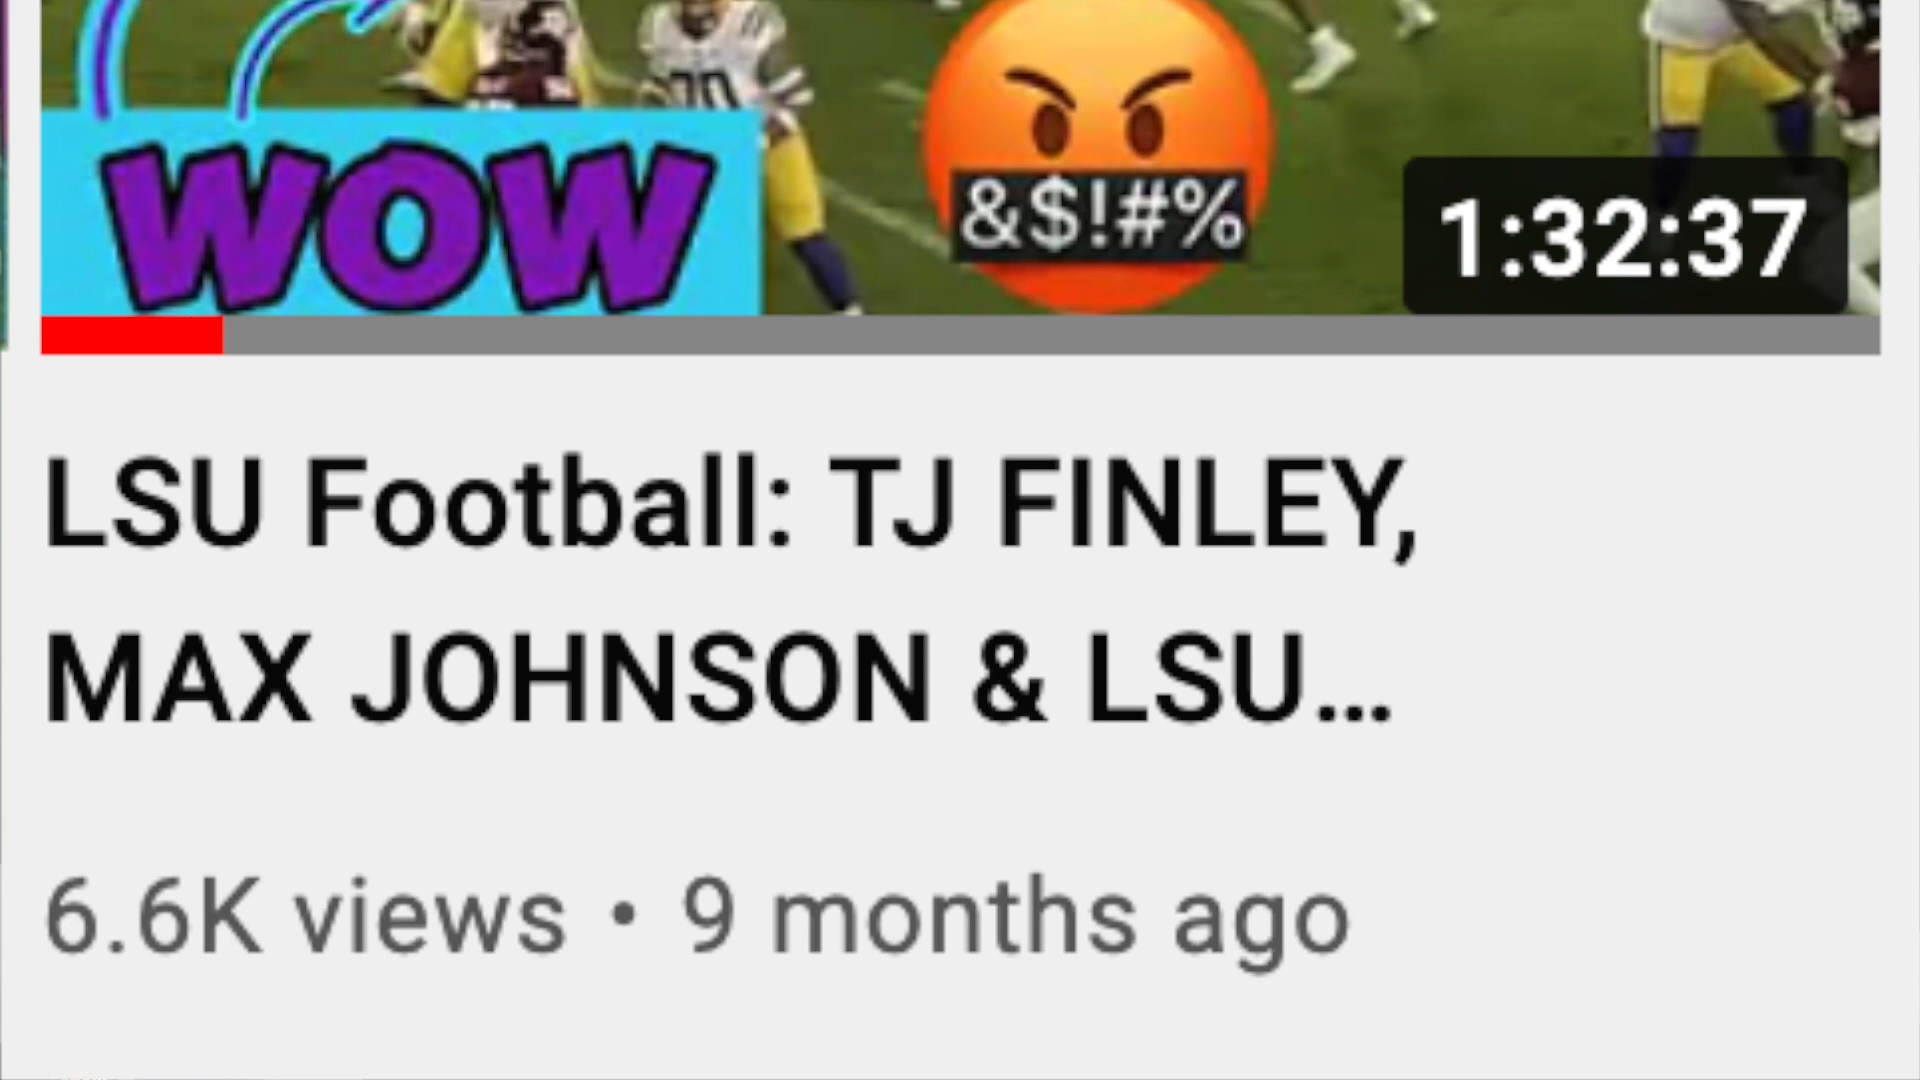 WOW
&$!#%
1:32:37
LSU Football: TJ FINLEY,
MAX JOHNSON & LSU...
6.6K views • 9 months ago